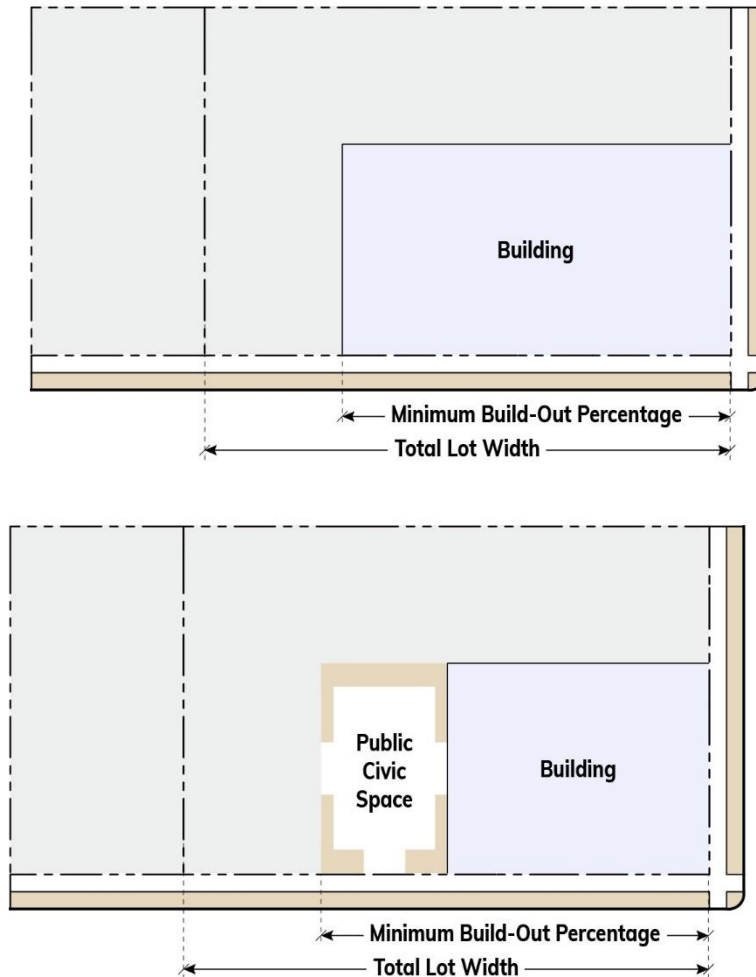 Building
Minimum Build-Out Percentage
Total Lot Width
Public
Civic
Space
Building
Minimum Build-Out Percentage
Total Lot Width